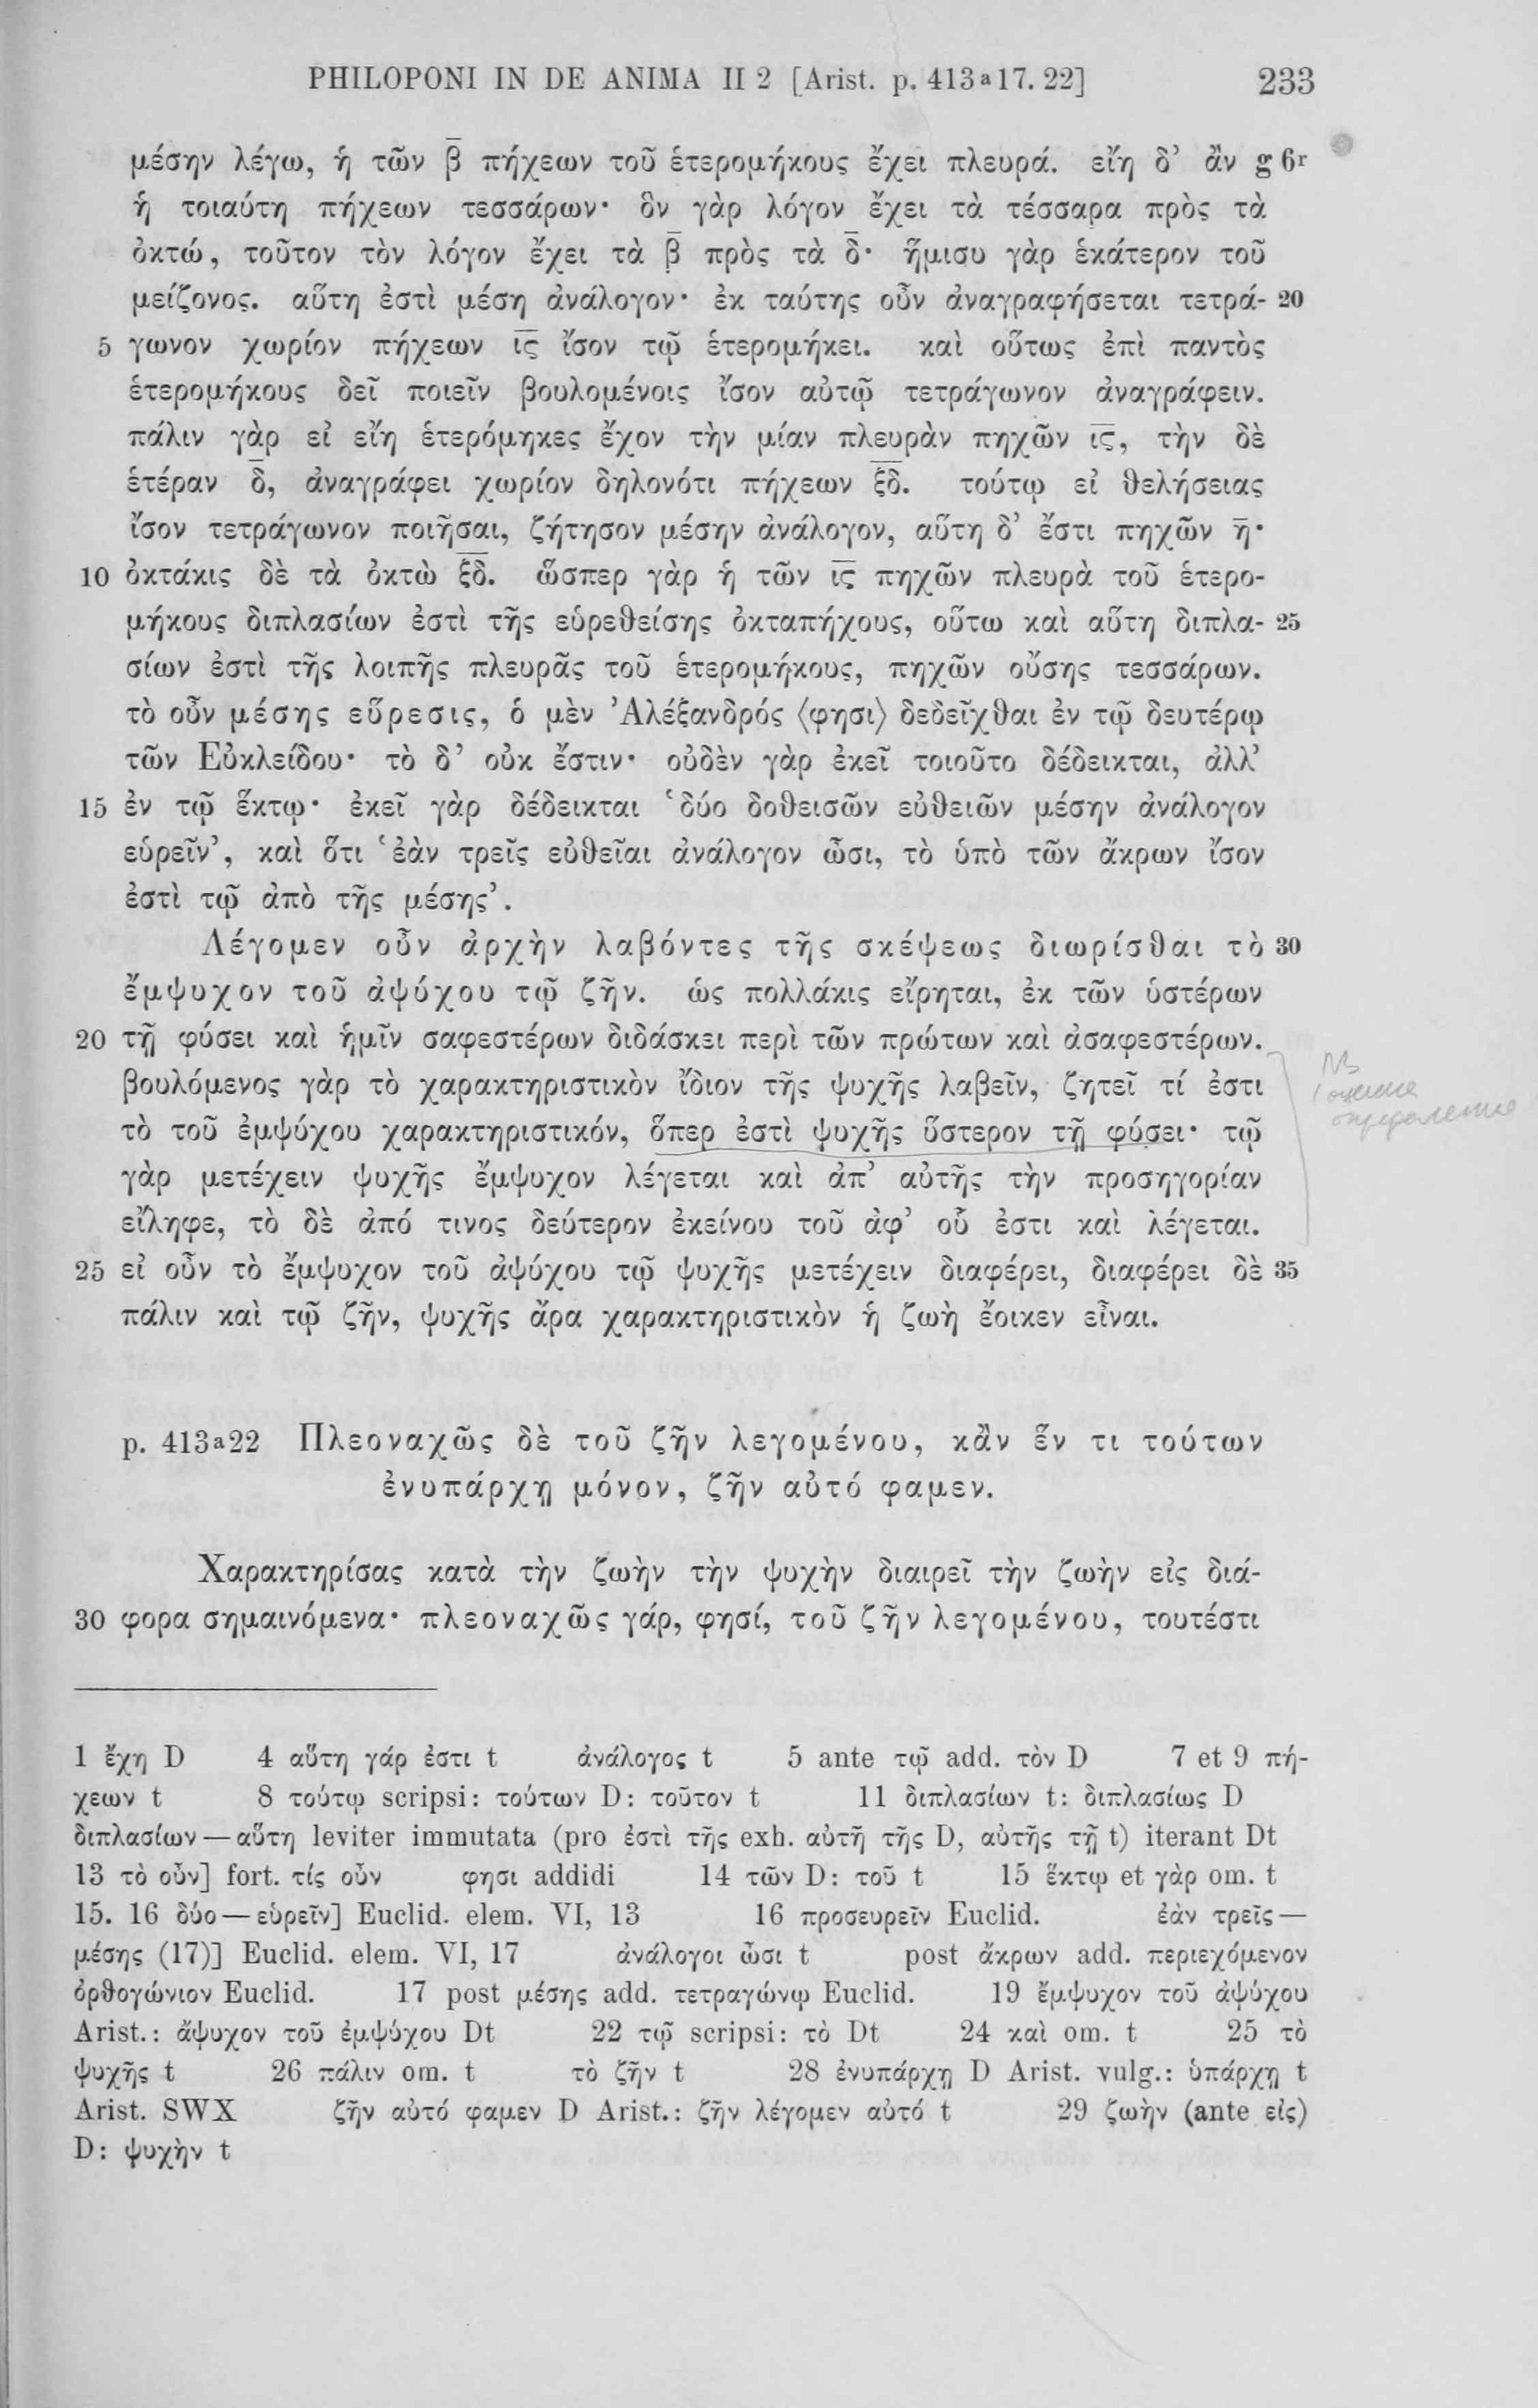 PHILOPONI IN DE ANIMA II 2 [Arist. p. 413ᵃ17. 22] 233
μέσην λέγω, ἡ τῶν β̄ πήχεων τοῦ ἑτερομήκους ἔχει πλευρά. εἴη δ’ ἂν g 6ʳ
ἡ τοιαύτη πήχεων τεσσάρων· ὃν γὰρ λόγον ἔχει τὰ τέσσαρα πρὸς τὰ
ὀκτώ, τοῦτον τὸν λόγον ἔχει τὰ β̄ πρὸς τὰ δ̄· ἥμισυ γὰρ ἑκάτερον τοῦ
μείζονος. αὕτη ἐστὶ μέση ἀνάλογον· ἐκ ταύτης οὖν ἀναγραφήσεται τετρά- 20
5 γωνον χωρίον πήχεων ῑς̄ ἴσον τῷ ἑτερομήκει. καὶ οὕτως ἐπὶ παντὸς
ἑτερομήκους δεῖ ποιεῖν βουλομένοις ἴσον αὐτῷ τετράγωνον ἀναγράφειν.
πάλιν γὰρ εἰ εἴη ἑτερόμηκες ἔχον τὴν μίαν πλευρὰν πηχῶν ῑς̄, τὴν δὲ
ἑτέραν δ̄, ἀναγράφει χωρίον δηλονότι πήχεων ξ̄δ̄. τούτῳ εἰ θελήσειας
ἴσον τετράγωνον ποιῆσαι, ζήτησον μέσην ἀνάλογον, αὕτη δ’ ἔστι πηχῶν η̄·
10 ὀκτάκις δὲ τὰ ὀκτὼ ξ̄δ̄. ὥσπερ γὰρ ἡ τῶν ῑς̄ πηχῶν πλευρὰ τοῦ ἑτερο-
μήκους διπλασίων ἐστὶ τῆς εὑρεθείσης ὀκταπήχους, οὕτω καὶ αὕτη διπλα- 25
σίων ἐστὶ τῆς λοιπῆς πλευρᾶς τοῦ ἑτερομήκους, πηχῶν οὔσης τεσσάρων.
τὸ οὖν μέσης εὕρεσις, ὁ μὲν Ἀλέξανδρός ⟨φησι⟩ δεδεῖχθαι ἐν τῷ δευτέρῳ
τῶν Εὐκλείδου· τὸ δ’ οὐκ ἔστιν· οὐδὲν γὰρ ἐκεῖ τοιοῦτο δέδεικται, ἀλλ’
15 ἐν τῷ ἕκτῳ· ἐκεῖ γὰρ δέδεικται ‘δύο δοθεισῶν εὐθειῶν μέσην ἀνάλογον
εὑρεῖν’, καὶ ὅτι ‘ἐὰν τρεῖς εὐθεῖαι ἀνάλογον ὦσι, τὸ ὑπὸ τῶν ἄκρων ἴσον
ἐστὶ τῷ ἀπὸ τῆς μέσης’.
Λέγομεν οὖν ἀρχὴν λαβόντες τῆς σκέψεως διωρίσθαι τὸ 30
ἔμψυχον τοῦ ἀψύχου τῷ ζῆν. ὡς πολλάκις εἴρηται, ἐκ τῶν ὑστέρων
20 τῇ φύσει καὶ ἡμῖν σαφεστέρων διδάσκει περὶ τῶν πρώτων καὶ ἀσαφεστέρων.
βουλόμενος γὰρ τὸ χαρακτηριστικὸν ἴδιον τῆς ψυχῆς λαβεῖν, ζητεῖ τί ἐστι
τὸ τοῦ ἐμψύχου χαρακτηριστικόν, ὅπερ ἐστὶ ψυχῆς ὕστερον τῇ φύσει· τῷ
γὰρ μετέχειν ψυχῆς ἔμψυχον λέγεται καὶ ἀπ’ αὐτῆς τὴν προσηγορίαν
εἴληφε, τὸ δὲ ἀπό τινος δεύτερον ἐκείνου τοῦ ἀφ’ οὗ ἐστι καὶ λέγεται.
25 εἰ οὖν τὸ ἔμψυχον τοῦ ἀψύχου τῷ ψυχῆς μετέχειν διαφέρει, διαφέρει δὲ 35
πάλιν καὶ τῷ ζῆν, ψυχῆς ἄρα χαρακτηριστικὸν ἡ ζωὴ ἔοικεν εἶναι.
p. 413ᵃ22 Πλεοναχῶς δὲ τοῦ ζῆν λεγομένου, κἂν ἕν τι τούτων
ἐνυπάρχῃ μόνον, ζῆν αὐτό φαμεν.
Χαρακτηρίσας κατὰ τὴν ζωὴν τὴν ψυχὴν διαιρεῖ τὴν ζωὴν εἰς διά-
30 φορα σημαινόμενα· πλεοναχῶς γάρ, φησί, τοῦ ζῆν λεγομένου, τουτέστι
1 ἔχη D 4 αὕτη γάρ ἐστι t ἀνάλογος t 5 ante τῷ add. τὸν D 7 et 9 πή-
χεων t 8 τούτῳ scripsi: τούτων D: τοῦτον t 11 διπλασίων t: διπλασίως D
διπλασίων — αὕτη leviter immutata (pro ἐστὶ τῆς exh. αὐτῆ τῆς D, αὐτῆς τῇ t) iterant Dt
13 τὸ οὖν] fort. τίς οὖν φησι addidi 14 τῶν D: τοῦ t 15 ἕκτῳ et γὰρ om. t
15. 16 δύο — εὑρεῖν] Euclid. elem. VI, 13 16 προσευρεῖν Euclid. ἐὰν τρεῖς —
μέσης (17)] Euclid. elem. VI, 17 ἀνάλογοι ὦσι t post ἄκρων add. περιεχόμενον
ὀρθογώνιον Euclid. 17 post μέσης add. τετραγώνῳ Euclid. 19 ἔμψυχον τοῦ ἀψύχου
Arist.: ἄψυχον τοῦ ἐμψύχου Dt 22 τῷ scripsi: τὸ Dt 24 καὶ om. t 25 τὸ
ψυχῆς t 26 πάλιν om. t τὸ ζῆν t 28 ἐνυπάρχῃ D Arist. vulg.: ὑπάρχῃ t
Arist. SWX ζῆν αὐτό φαμεν D Arist.: ζῆν λέγομεν αὐτό t 29 ζωὴν (ante εἰς)
D: ψυχὴν t
NB